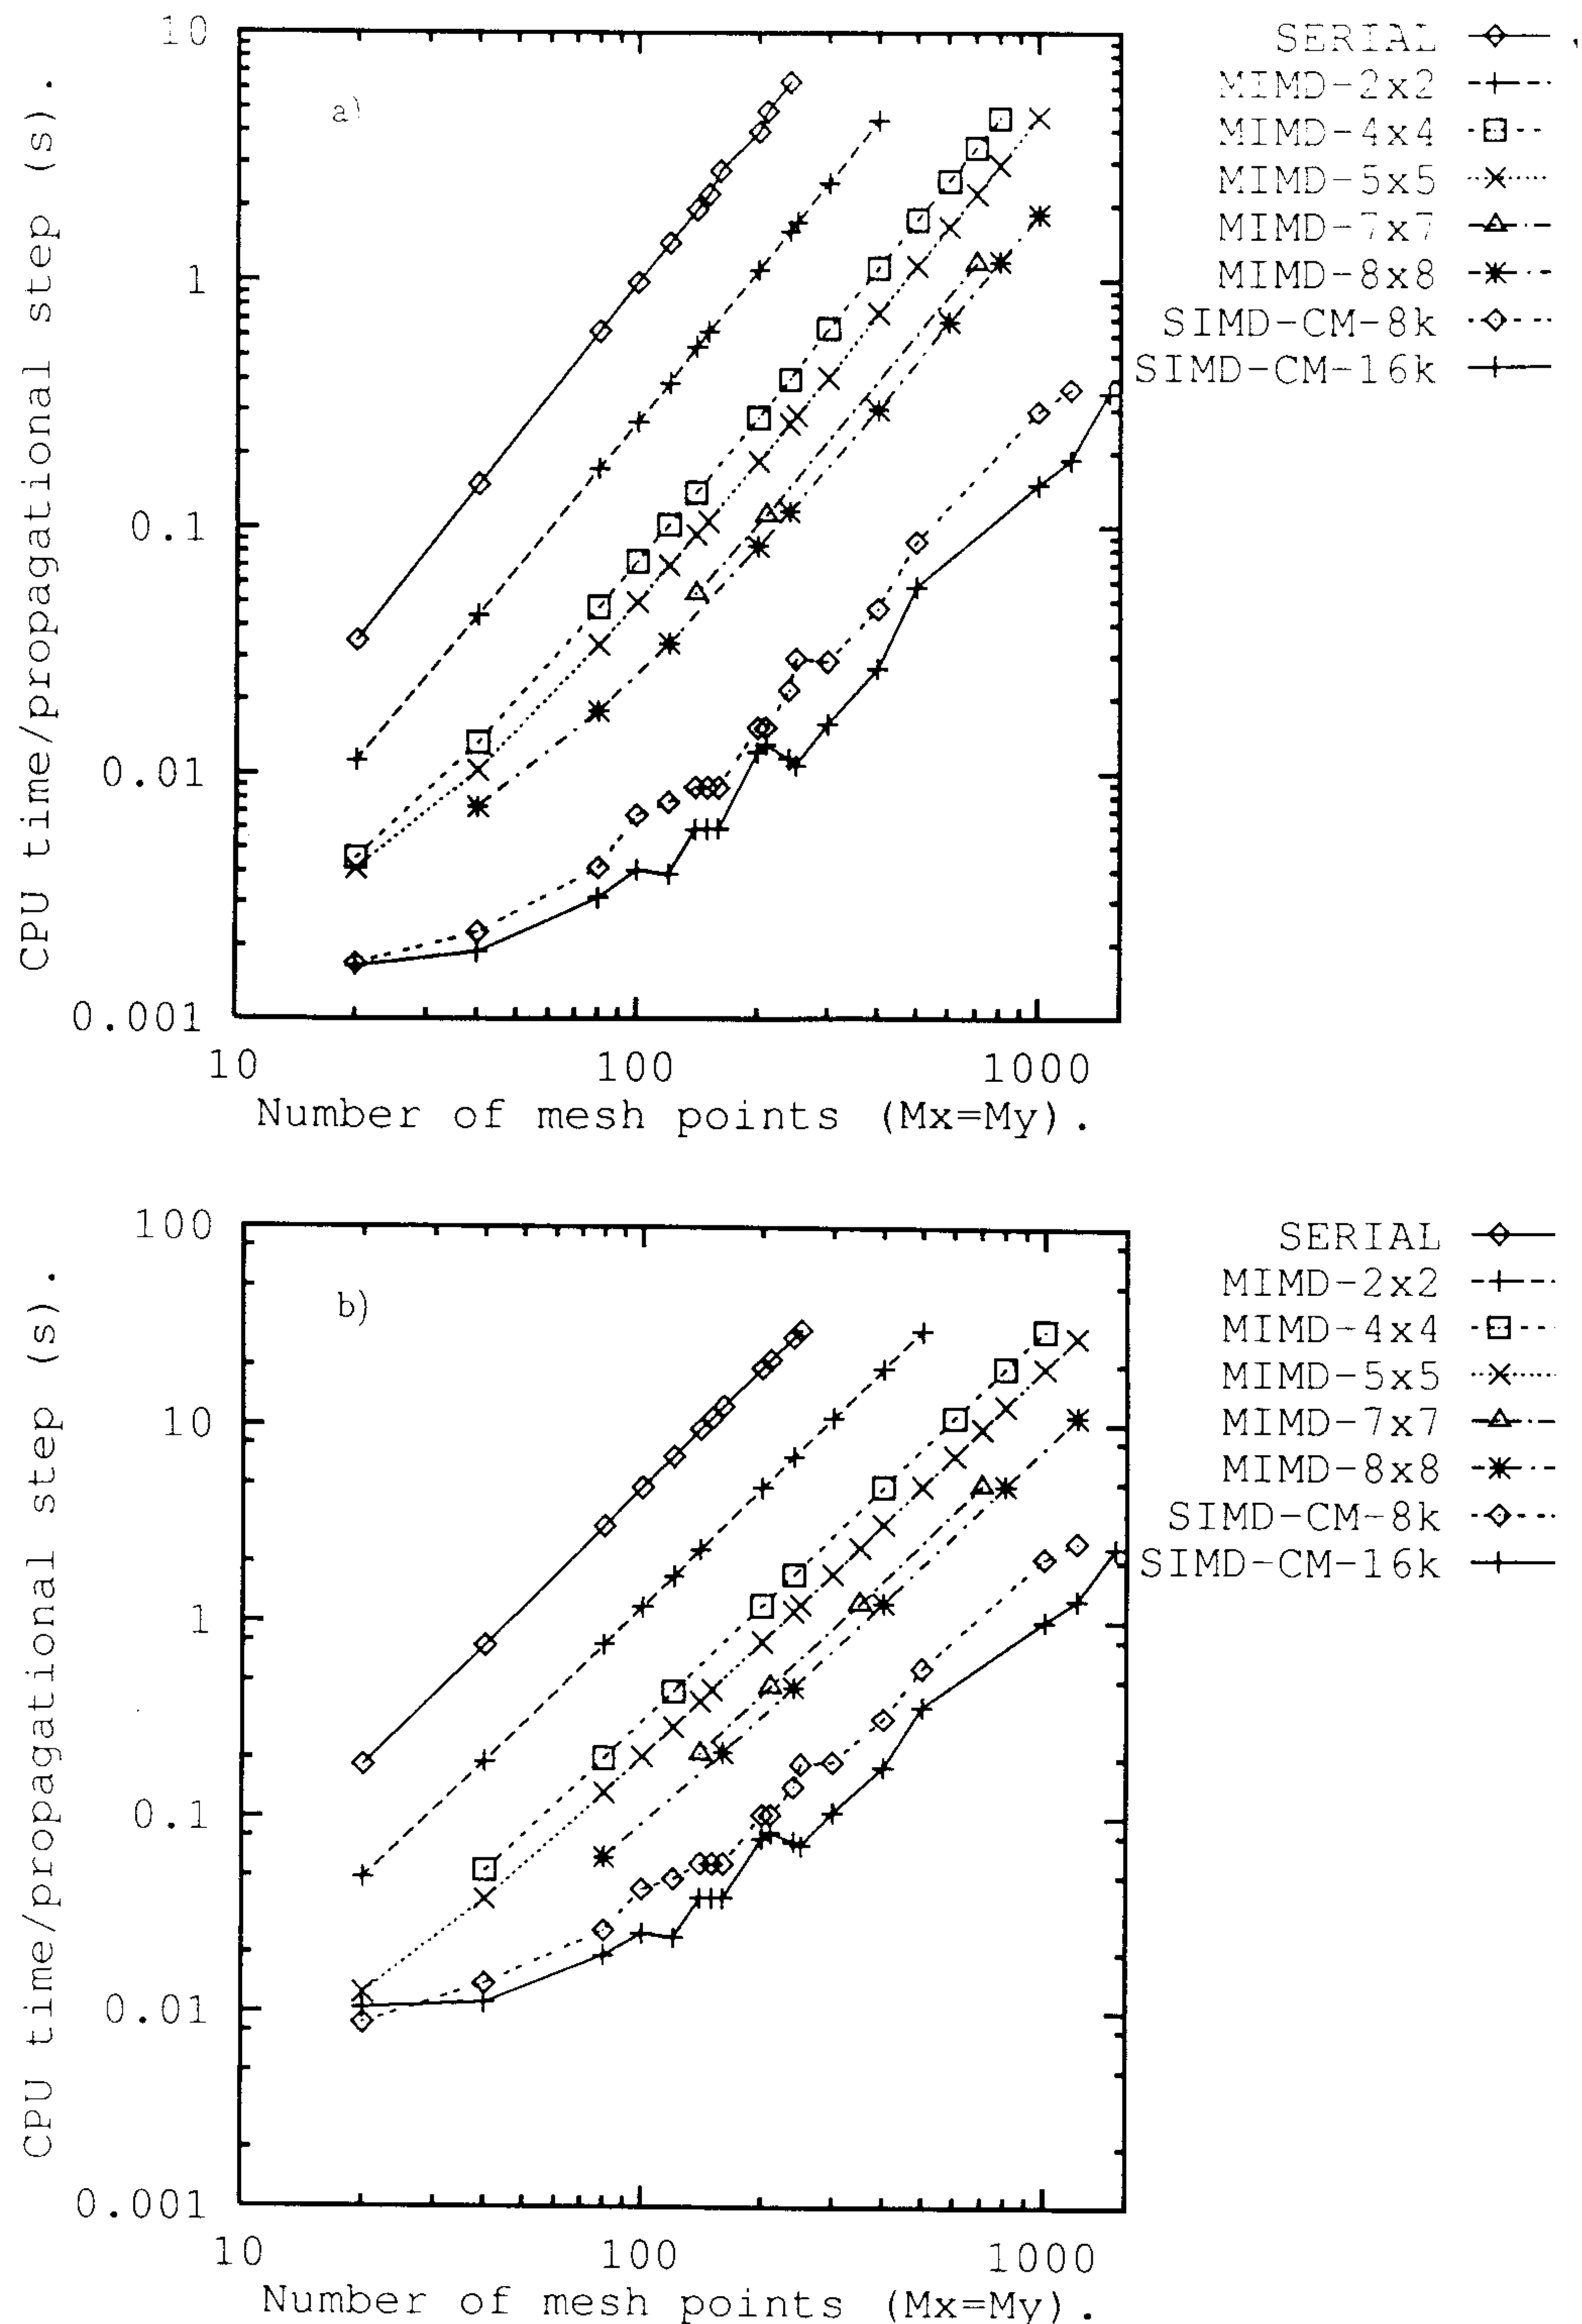 CPU time/propagational step (s).
10
1
0.1
0.01
0.001
a)
10 100 1000
Number of mesh points (Mx=My).
SERIAL
MIMD-2x2
MIMD-4x4
MIMD-5x5
MIMD-7x7
MIMD-8x8
SIMD-CM-8k
SIMD-CM-16k
CPU time/propagational step (s).
100
10
1
0.1
0.01
0.001
b)
10 100 1000
Number of mesh points (Mx=My).
SERIAL
MIMD-2x2
MIMD-4x4
MIMD-5x5
MIMD-7x7
MIMD-8x8
SIMD-CM-8k
SIMD-CM-16k